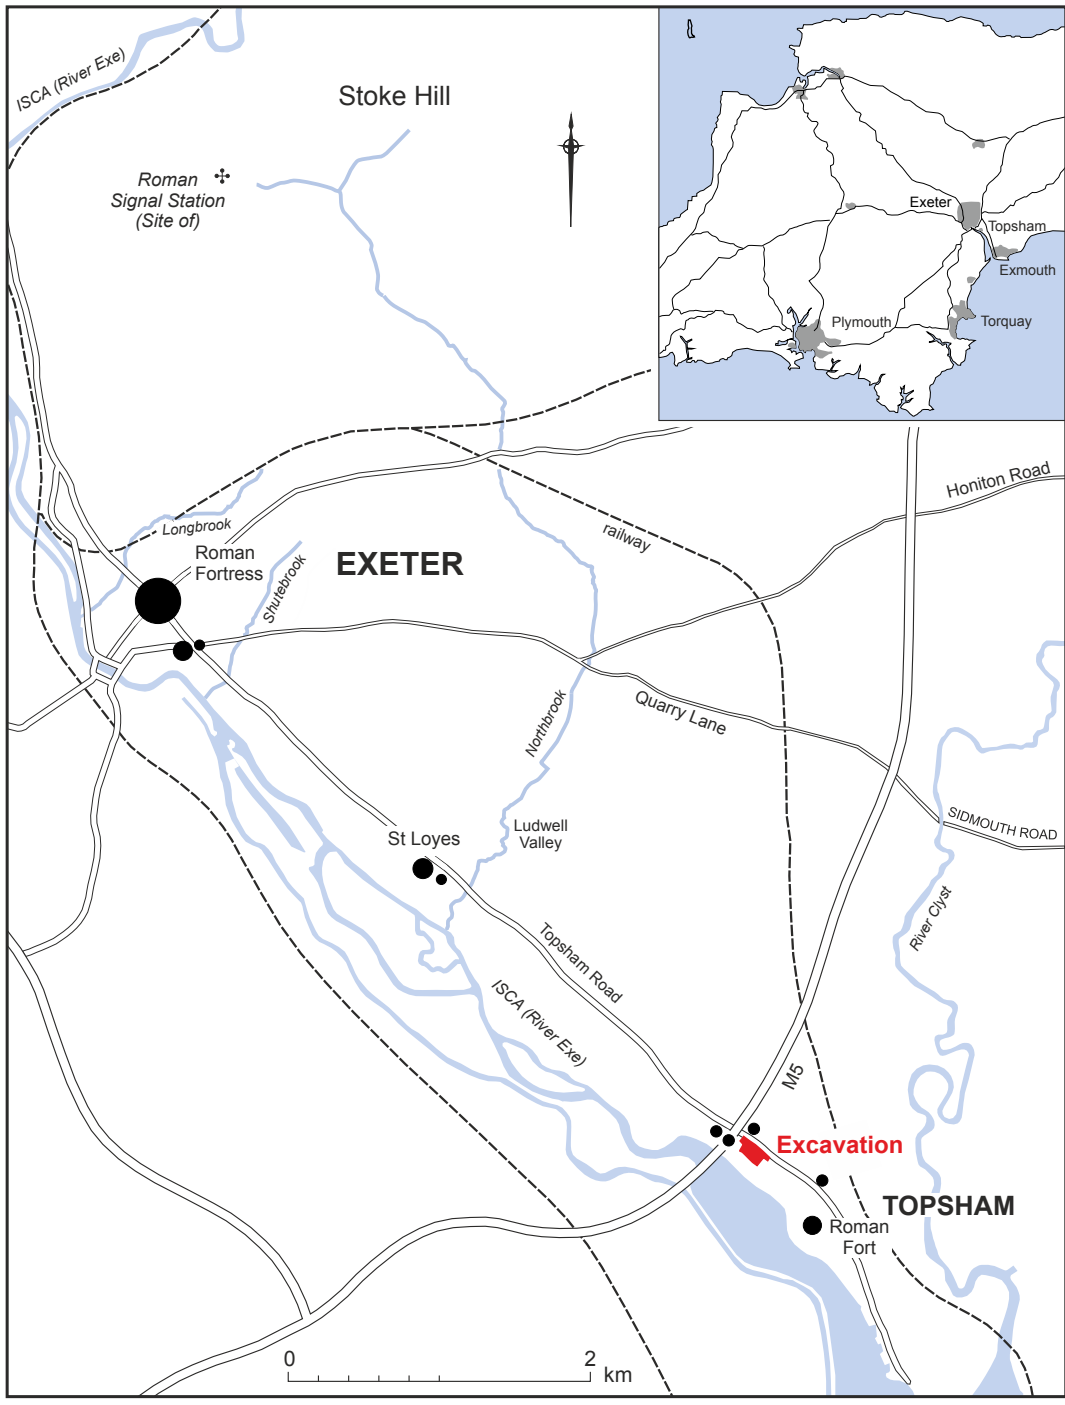 ISCA (River Exe)
Stoke Hill
Roman
Signal Station
(Site of)
Exeter
Topsham
Exmouth
Plymouth
Torquay
Honiton Road
Longbrook
railway
Roman
Fortress
EXETER
Shutebrook
Quarry Lane
Northbrook
SIDMOUTH ROAD
St Loyes
Ludwell
Valley
River Clyst
Topsham Road
ISCA (River Exe)
M5
Excavation
TOPSHAM
Roman
Fort
0
2
km